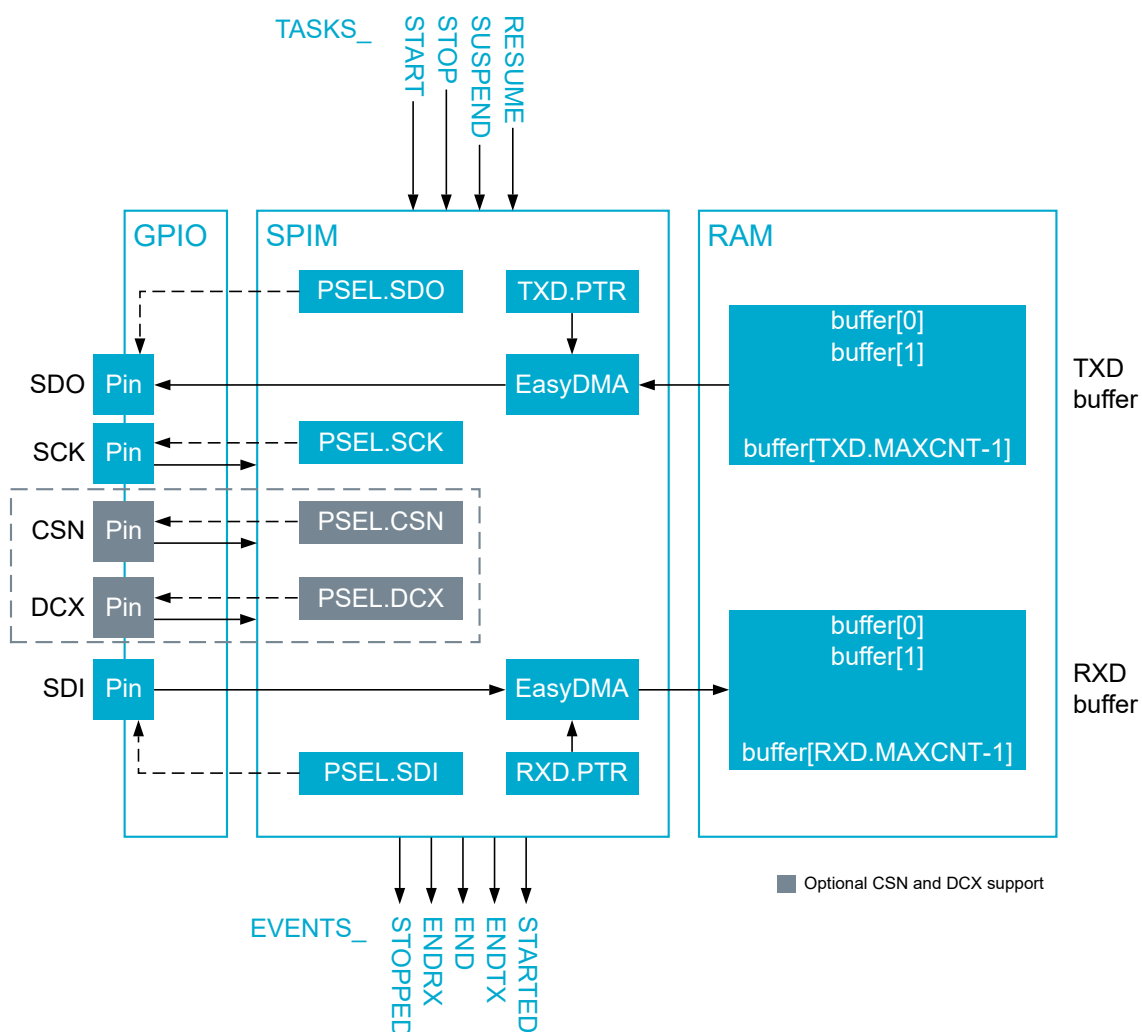 TASKS_
START
STOP
SUSPEND
RESUME
GPIO
SPIM
RAM
PSEL.SDO
TXD.PTR
buffer[0]
buffer[1]
buffer[TXD.MAXCNT-1]
TXD
buffer
SDO
Pin
EasyDMA
SCK
Pin
PSEL.SCK
CSN
Pin
PSEL.CSN
DCX
Pin
PSEL.DCX
SDI
Pin
EasyDMA
buffer[0]
buffer[1]
buffer[RXD.MAXCNT-1]
RXD
buffer
PSEL.SDI
RXD.PTR
Optional CSN and DCX support
EVENTS_
STOPPED
ENDRX
END
ENDTX
STARTED